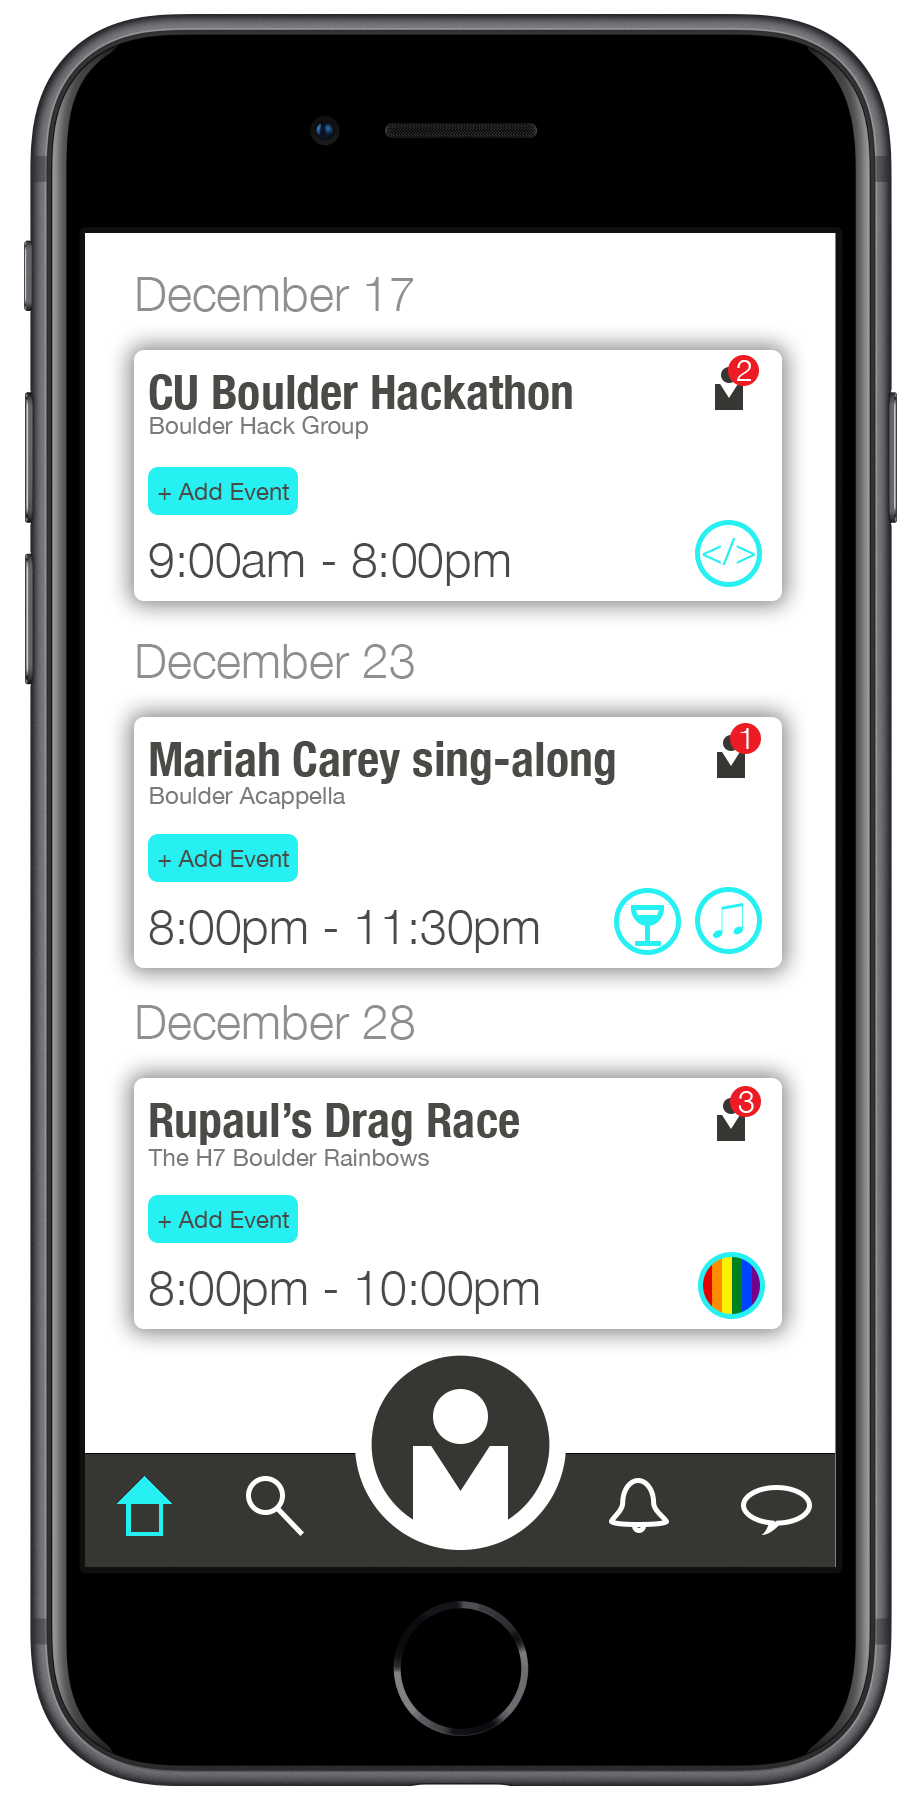 December 17
CU Boulder Hackathon
2
Boulder Hack Group
+ Add Event
9:00am - 8:00pm
</>
December 23
Mariah Carey sing-along
1
Boulder Acappella
+ Add Event
8:00pm - 11:30pm
December 28
Rupaul’s Drag Race
3
The H7 Boulder Rainbows
+ Add Event
8:00pm - 10:00pm